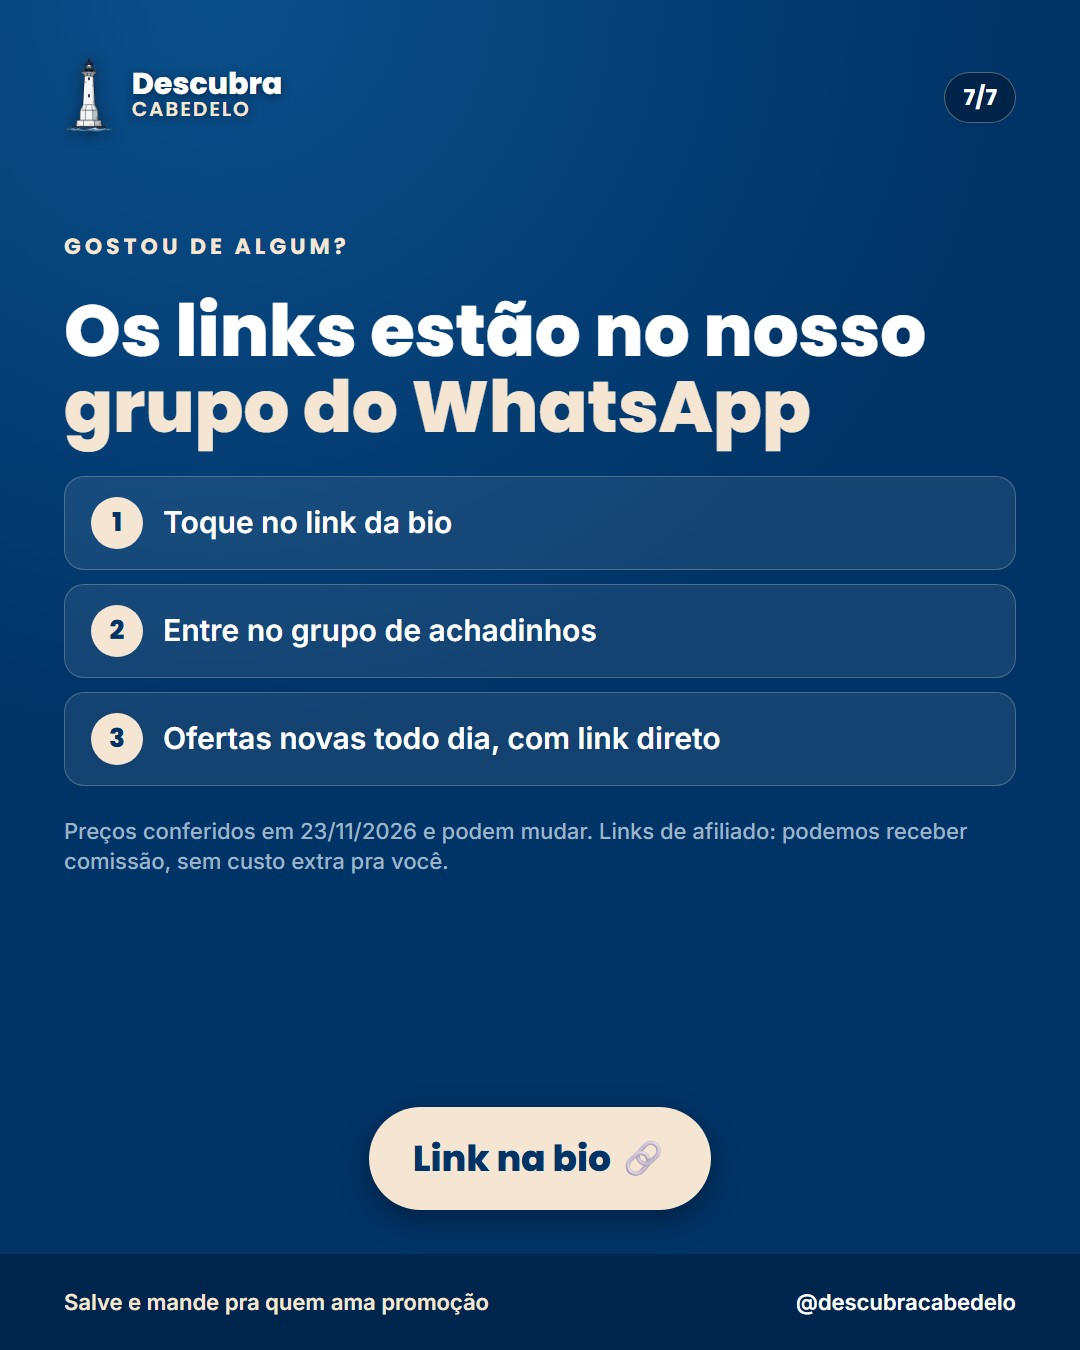 Descubra
CABEDELO
7/7
GOSTOU DE ALGUM?
Os links estão no nosso
grupo do WhatsApp
1 Toque no link da bio
2 Entre no grupo de achadinhos
3 Ofertas novas todo dia, com link direto
Preços conferidos em 23/11/2026 e podem mudar. Links de afiliado: podemos receber
comissão, sem custo extra pra você.
Link na bio 🔗
Salve e mande pra quem ama promoção
@descubracabedelo